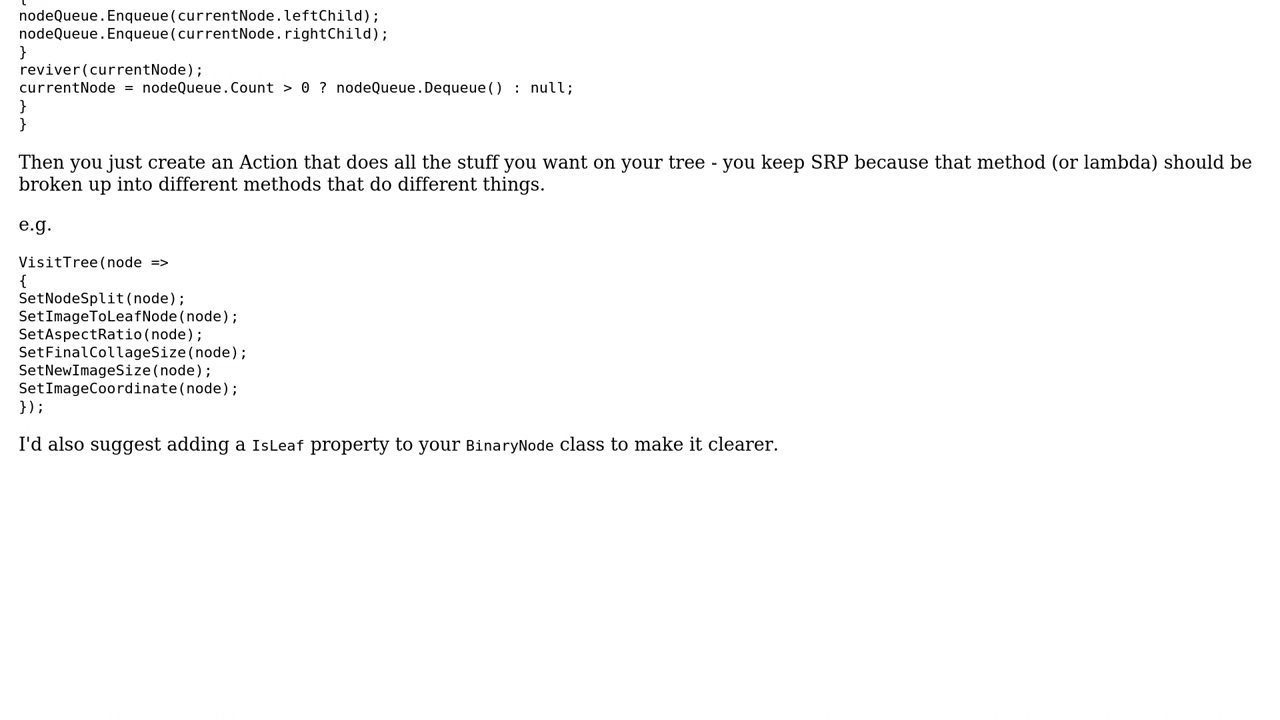 {
nodeQueue.Enqueue(currentNode.leftChild);
nodeQueue.Enqueue(currentNode.rightChild);
}
reviver(currentNode);
currentNode = nodeQueue.Count > 0 ? nodeQueue.Dequeue() : null;
}
}
Then you just create an Action that does all the stuff you want on your tree - you keep SRP because that method (or lambda) should be
broken up into different methods that do different things.
e.g.
VisitTree(node =>
{
SetNodeSplit(node);
SetImageToLeafNode(node);
SetAspectRatio(node);
SetFinalCollageSize(node);
SetNewImageSize(node);
SetImageCoordinate(node);
});
I'd also suggest adding a IsLeaf property to your BinaryNode class to make it clearer.